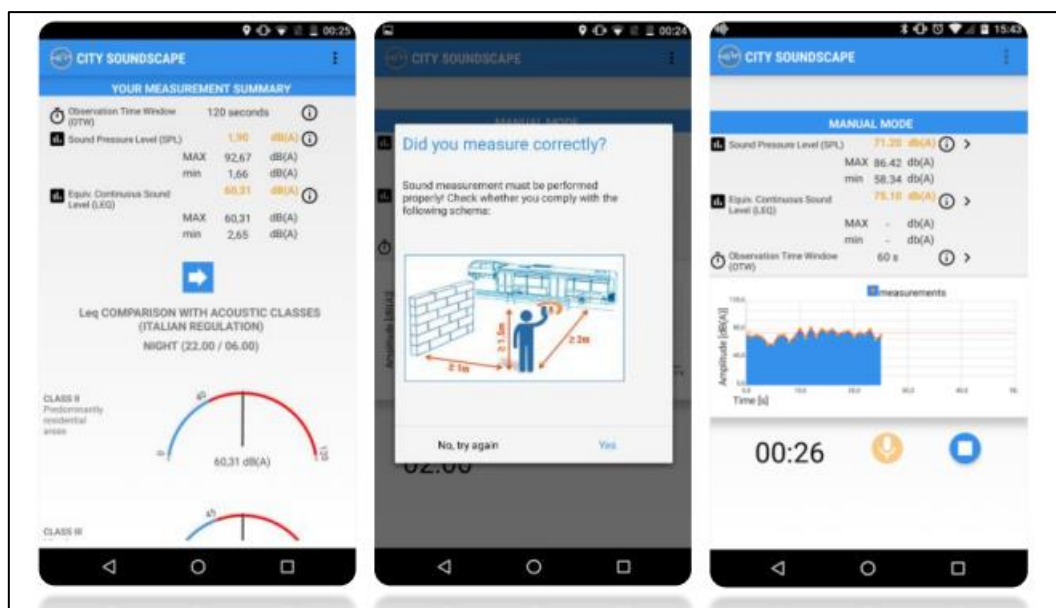 00:25
CITY SOUNDSCAPE
YOUR MEASUREMENT SUMMARY
Observation Time Window (OTW) 120 seconds
Sound Pressure Level (SPL) 1,90 dB(A)
MAX 92,67 dB(A)
min 1,66 dB(A)
Equiv. Continuous Sound Level (LEQ) 60,31 dB(A)
MAX 60,31 dB(A)
min 2,65 dB(A)
Leq COMPARISON WITH ACOUSTIC CLASSES
(ITALIAN REGULATION)
NIGHT (22.00 / 06.00)
CLASS II
Predominantly
residential
areas
0
45
120
60,31 dB(A)
CLASS III
45
00:24
CITY SOUNDSCAPE
MANUAL MODE
Did you measure correctly?
Sound measurement must be performed
properly! Check whether you comply with the
following schema:
≥ 1m
≥ 1.5m
≥ 2m
No, try again
Yes
Amplitude [dB(A)]
02:00
15:43
CITY SOUNDSCAPE
MANUAL MODE
Sound Pressure Level (SPL) 71.20 db(A)
MAX 86.42 db(A)
min 58.34 db(A)
Equiv. Continuous Sound Level (LEQ) 75.10 db(A)
MAX - db(A)
min - db(A)
Observation Time Window (OTW) 60 s
measurements
Amplitude [dB(A)]
Time [s]
00:26